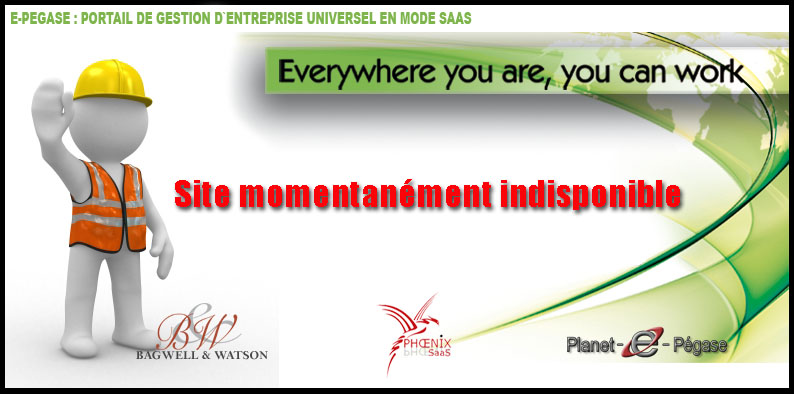 E-PEGASE : PORTAIL DE GESTION D`ENTREPRISE UNIVERSEL EN MODE SAAS
Everywhere you are, you can work
Site momentanément indisponible
B&W
BAGWELL & WATSON
PHŒNIX
SaaS
Planet - e - Pégase